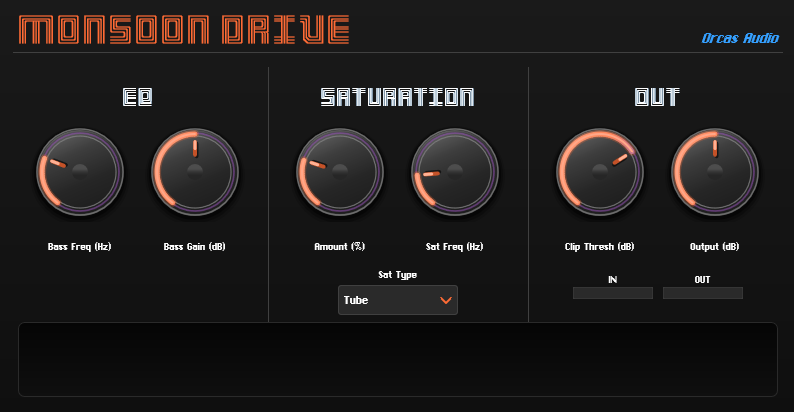 MONSOON DRIVE
Orcas Audio
EQ
SATURATION
OUT
Bass Freq (Hz)
Bass Gain (dB)
Amount (%)
Sat Freq (Hz)
Clip Thresh (dB)
Output (dB)
Sat Type
Tube
IN
OUT